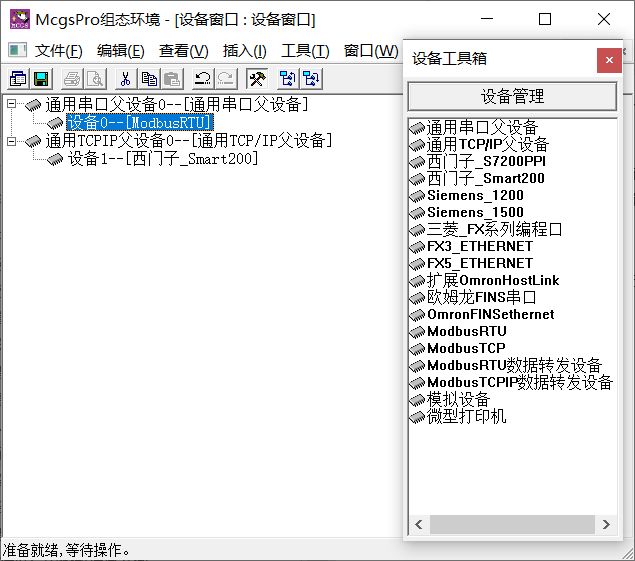 MCGS
McgsPro组态环境 - [设备窗口 : 设备窗口]
文件(F) 编辑(E) 查看(V) 插入(I) 工具(T) 窗口(W)
通用串口父设备0--[通用串口父设备]
设备0--[ModbusRTU]
通用TCPIP父设备0--[通用TCP/IP父设备]
设备1--[西门子_Smart200]
设备工具箱
设备管理
通用串口父设备
通用TCP/IP父设备
西门子_S7200PPI
西门子_Smart200
Siemens_1200
Siemens_1500
三菱_FX系列编程口
FX3_ETHERNET
FX5_ETHERNET
扩展OmronHostLink
欧姆龙FINS串口
OmronFINSethernet
ModbusRTU
ModbusTCP
ModbusRTU数据转发设备
ModbusTCPIP数据转发设备
模拟设备
微型打印机
准备就绪,等待操作。